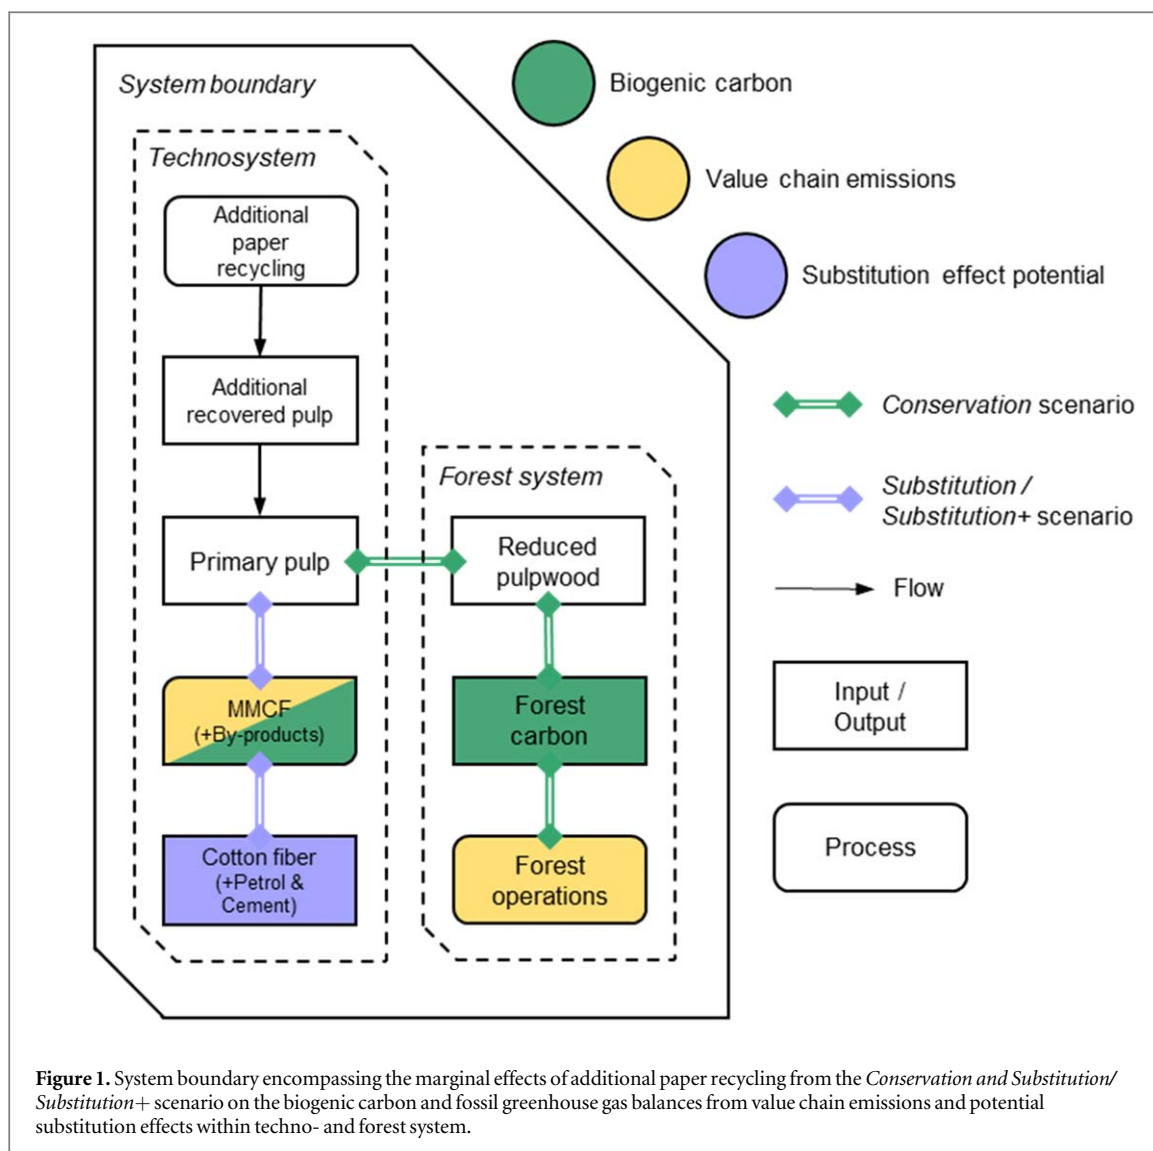 System boundary
Technosystem
Additional
paper
recycling
Additional
recovered pulp
Primary pulp
MMCF
(+By-products)
Cotton fiber
(+Petrol &
Cement)
Forest system
Reduced
pulpwood
Forest
carbon
Forest
operations
Biogenic carbon
Value chain emissions
Substitution effect potential
Conservation scenario
Substitution /
Substitution+ scenario
Flow
Input /
Output
Process
Figure 1. System boundary encompassing the marginal effects of additional paper recycling from the Conservation and Substitution/
Substitution+ scenario on the biogenic carbon and fossil greenhouse gas balances from value chain emissions and potential
substitution effects within techno- and forest system.